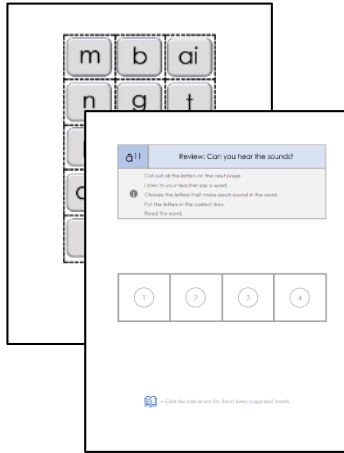 m b ai
n g t
ā11 Review: Can you hear the sounds?
Cut out all the letters on the next page.
Listen to your teacher say a word.
Choose the letters that make each sound in the word.
Put the letters in the correct box.
Read the word.
1 2 3 4
Click the icon to see the list of some suggested words.